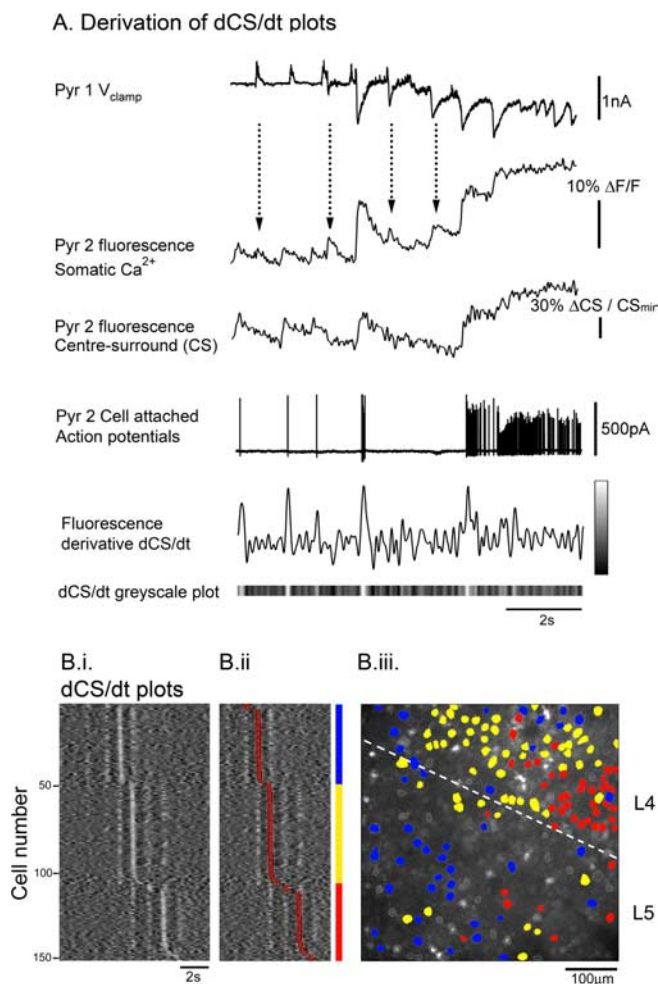 A. Derivation of dCS/dt plots
Pyr 1 Vclamp
1nA
10% ΔF/F
Pyr 2 fluorescence
Somatic Ca2+
30% ΔCS / CSmin
Pyr 2 fluorescence
Centre-surround (CS)
Pyr 2 Cell attached
Action potentials
500pA
Fluorescence
derivative dCS/dt
dCS/dt greyscale plot
2s
B.i. B.ii B.iii.
dCS/dt plots
Cell number
50
100
150
2s
L4
L5
100µm